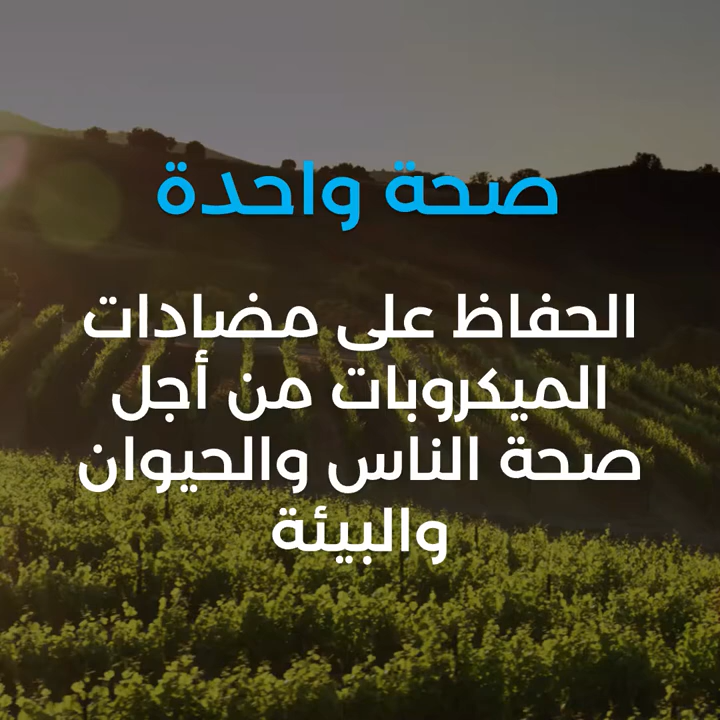 صحة واحدة
الحفاظ على مضادات
الميكروبات من أجل
صحة الناس والحيوان
والبيئة